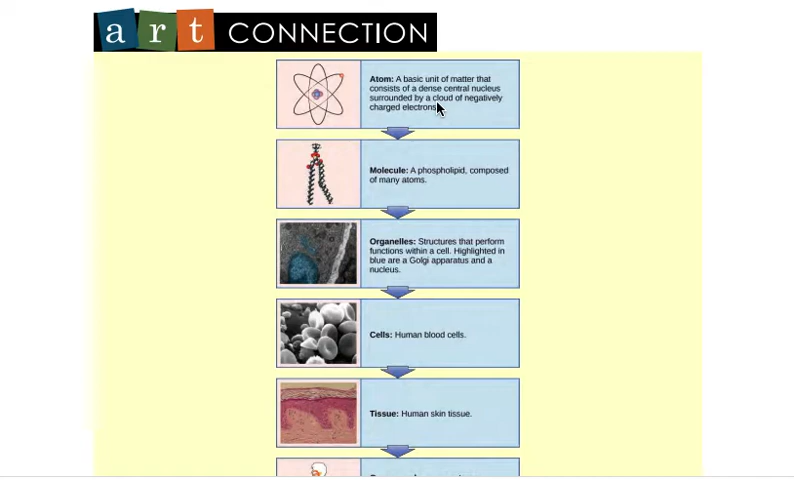 art CONNECTION
Atom: A basic unit of matter that
consists of a dense central nucleus
surrounded by a cloud of negatively
charged electrons.
Molecule: A phospholipid, composed
of many atoms.
Organelles: Structures that perform
functions within a cell. Highlighted in
blue are a Golgi apparatus and a
nucleus.
Cells: Human blood cells.
Tissue: Human skin tissue.